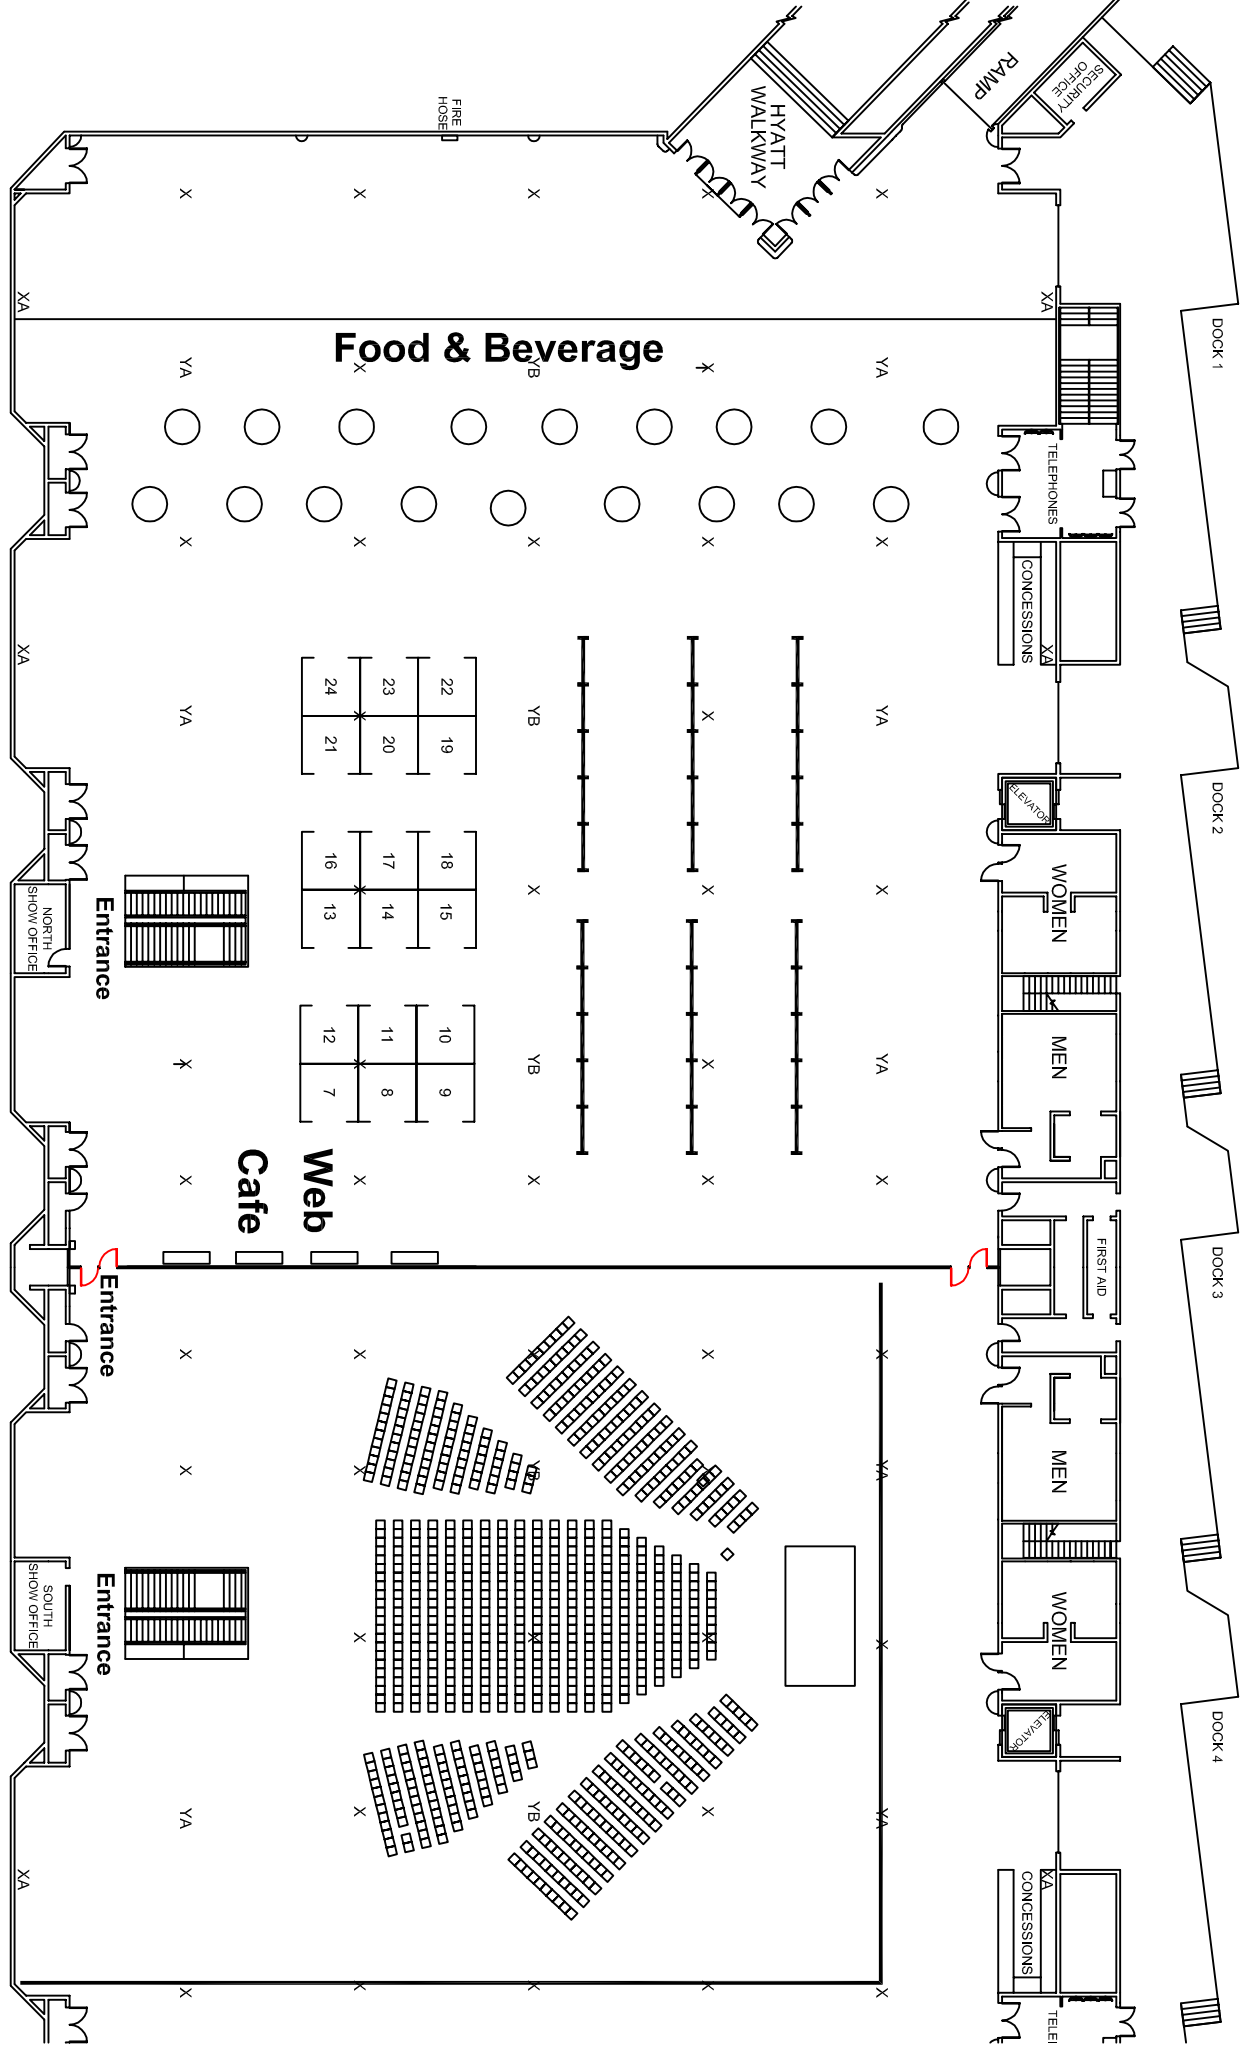 RAMP
SECURITY
OFFICE
HYATT
WALKWAY
FIRE
HOSE
X
X
X
X
X
XA
XA
DOCK 1
Food & Beverage
YA
X
YB
X
YA
TELEPHONES
X
X
X
X
X
CONCESSIONS
XA
XA
24
23
22
YA
X
YB
X
YA
21
20
19
DOCK 2
ELEVATOR
16
17
18
X
X
X
X
13
14
15
WOMEN
Entrance
NORTH
SHOW OFFICE
12
11
10
MEN
X
X
YB
X
YA
7
8
9
Web
Cafe
X
X
X
X
FIRST AID
DOCK 3
Entrance
X
X
X
X
X
X
X
YB
YA
MEN
Entrance
SOUTH
SHOW OFFICE
X
X
X
X
WOMEN
ELEVATOR
DOCK 4
YA
X
YB
X
YA
XA
XA
CONCESSIONS
X
X
X
X
X
TELE